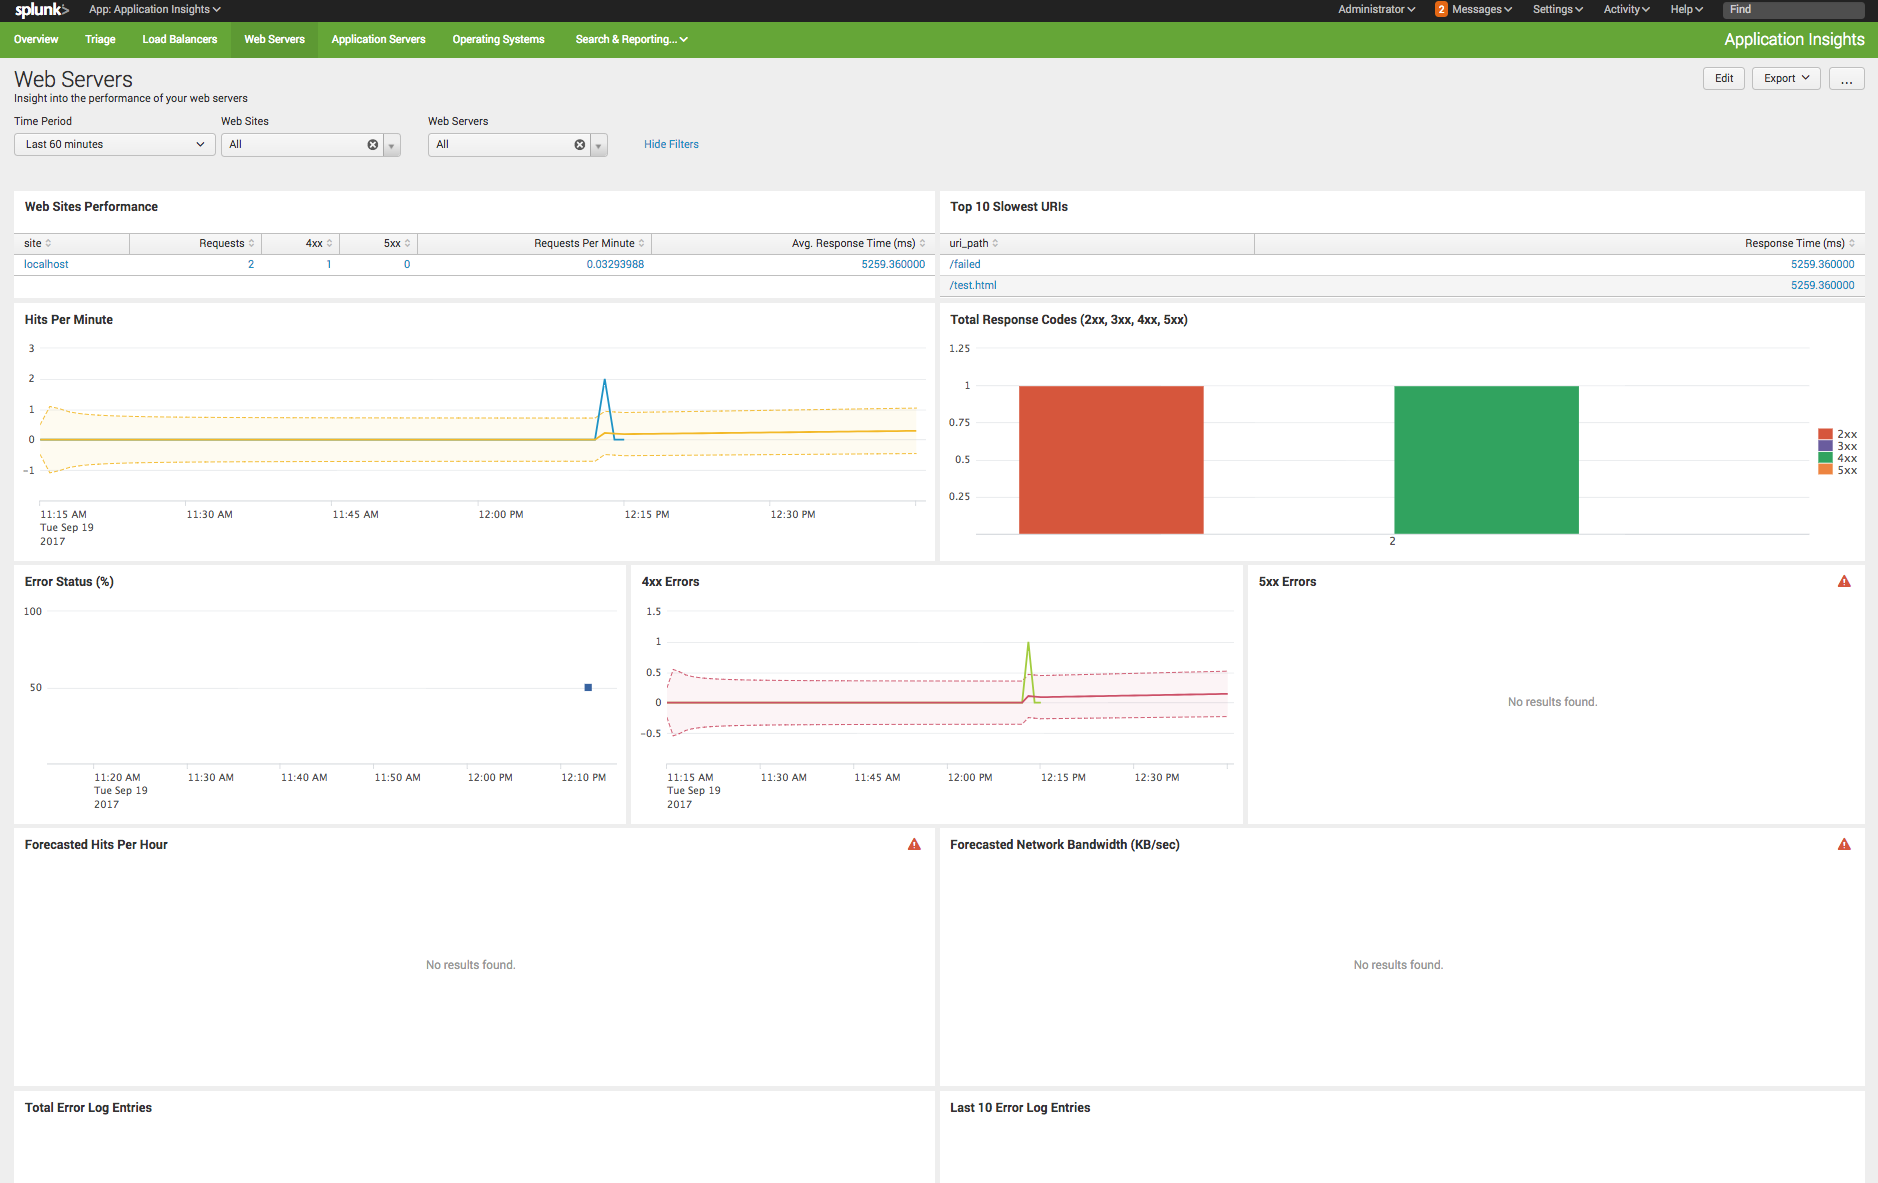 splunk> App: Application Insights Administrator 2 Messages Settings Activity Help Find
Overview Triage Load Balancers Web Servers Application Servers Operating Systems Search & Reporting... Application Insights
Web Servers Edit Export ...
Insight into the performance of your web servers
Time Period Web Sites Web Servers
Last 60 minutes All All Hide Filters
Web Sites Performance
site Requests 4xx 5xx Requests Per Minute Avg. Response Time (ms)
localhost 2 1 0 0.03293988 5259.360000
Top 10 Slowest URIs
uri_path Response Time (ms)
/failed 5259.360000
/test.html 5259.360000
Hits Per Minute
3
2
1
0
-1
11:15 AM 11:30 AM 11:45 AM 12:00 PM 12:15 PM 12:30 PM
Tue Sep 19
2017
Total Response Codes (2xx, 3xx, 4xx, 5xx)
1.25
1
0.75
0.5
0.25
2
2xx
3xx
4xx
5xx
Error Status (%)
100
50
11:20 AM 11:30 AM 11:40 AM 11:50 AM 12:00 PM 12:10 PM
Tue Sep 19
2017
4xx Errors
1.5
1
0.5
0
-0.5
11:15 AM 11:30 AM 11:45 AM 12:00 PM 12:15 PM 12:30 PM
Tue Sep 19
2017
5xx Errors
No results found.
Forecasted Hits Per Hour
No results found.
Forecasted Network Bandwidth (KB/sec)
No results found.
Total Error Log Entries
Last 10 Error Log Entries